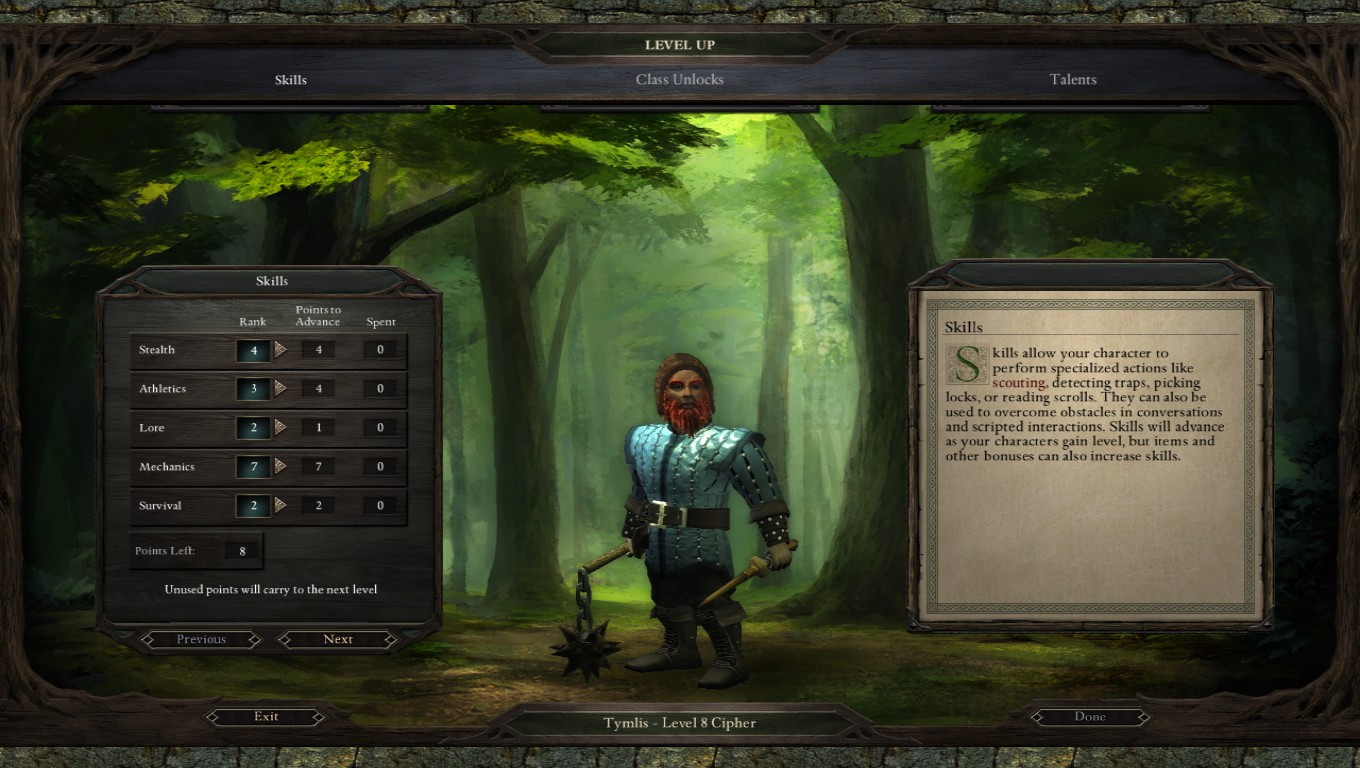 LEVEL UP
Skills
Class Unlocks
Talents
Skills
Rank
Points to
Advance
Spent
Stealth 4 4 0
Athletics 3 4 0
Lore 2 1 0
Mechanics 7 7 0
Survival 2 2 0
Points Left: 8
Unused points will carry to the next level
Previous
Next
Skills
Skills allow your character to
perform specialized actions like
scouting, detecting traps, picking
locks, or reading scrolls. They can also be
used to overcome obstacles in conversations
and scripted interactions. Skills will advance
as your characters gain level, but items and
other bonuses can also increase skills.
Exit
Tymlis - Level 8 Cipher
Done